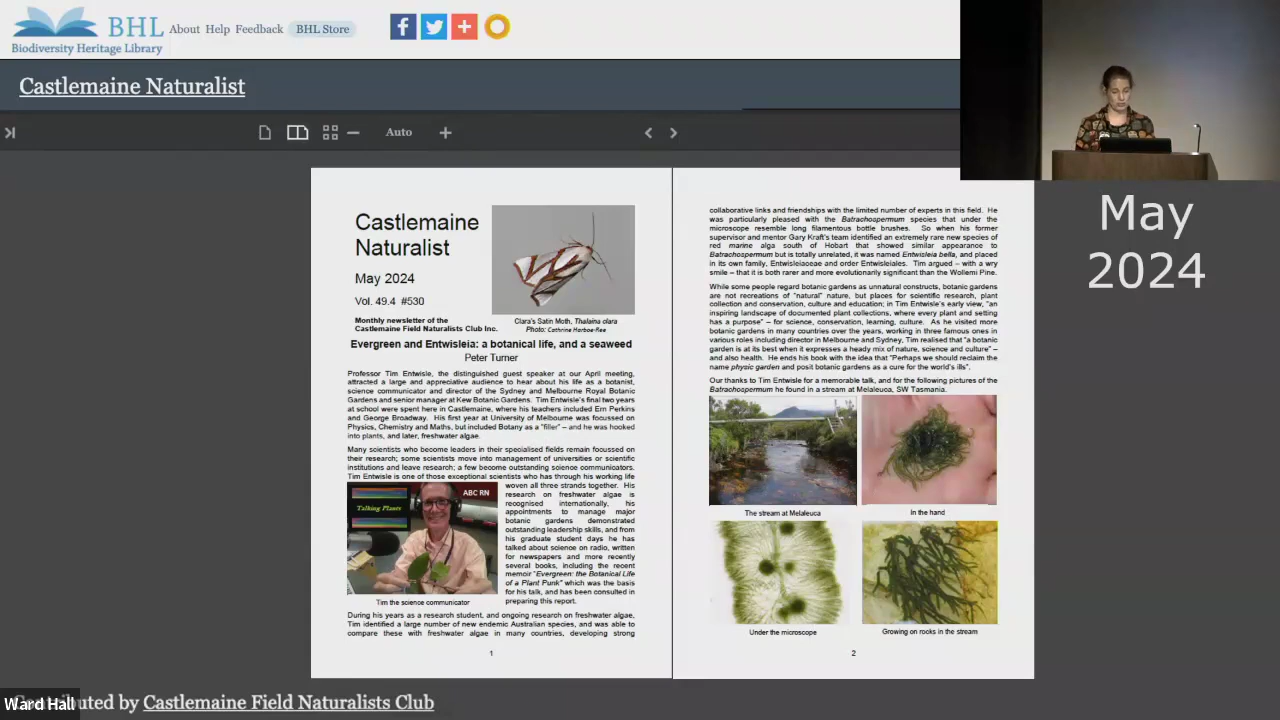 BHL
Biodiversity Heritage Library
About Help Feedback BHL Store
Castlemaine Naturalist
Auto
May
2024
Castlemaine
Naturalist
May 2024
Vol. 49.4 #530
Monthly newsletter of the
Castlemaine Field Naturalists Club Inc.
Clara's Satin Moth, Thalaina clara
Photo: Cathrine Harboe-Ree
Evergreen and Entwisleia: a botanical life, and a seaweed
Peter Turner
Professor Tim Entwisle, the distinguished guest speaker at our April meeting,
attracted a large and appreciative audience to hear about his life as a botanist,
science communicator and director of the Sydney and Melbourne Royal Botanic
Gardens and senior manager at Kew Botanic Gardens. Tim Entwisle's final two years
at school were spent here in Castlemaine, where his teachers included Ern Perkins
and George Broadway. His first year at University of Melbourne was focussed on
Physics, Chemistry and Maths, but included Botany as a "filler" – and he was hooked
into plants, and later, freshwater algae.
Many scientists who become leaders in their specialised fields remain focussed on
their research; some scientists move into management of universities or scientific
institutions and leave research; a few become outstanding science communicators.
Tim Entwisle is one of those exceptional scientists who has through his working life
woven all three strands together. His
research on freshwater algae is
recognised internationally, his
appointments to manage major
botanic gardens demonstrated
outstanding leadership skills, and from
his graduate student days he has
talked about science on radio, written
for newspapers and more recently
several books, including the recent
memoir "Evergreen: the Botanical Life
of a Plant Punk" which was the basis
for his talk, and has been consulted in
preparing this report.
ABC RN
Talking Plants
Tim the science communicator
During his years as a research student, and ongoing research on freshwater algae,
Tim identified a large number of new endemic Australian species, and was able to
compare these with freshwater algae in many countries, developing strong
1
collaborative links and friendships with the limited number of experts in this field. He
was particularly pleased with the Batrachospermum species that under the
microscope resemble long filamentous bottle brushes. So when his former
supervisor and mentor Gary Kraft's team identified an extremely rare new species of
red marine alga south of Hobart that showed similar appearance to
Batrachospermum but is totally unrelated, it was named Entwisleia bella, and placed
in its own family, Entwisleiaceae and order Entwisleiales. Tim argued – with a wry
smile – that it is both rarer and more evolutionarily significant than the Wollemi Pine.
While some people regard botanic gardens as unnatural constructs, botanic gardens
are not recreations of "natural" nature, but places for scientific research, plant
collection and conservation, culture and education; in Tim Entwisle's early view, "an
inspiring landscape of documented plant collections, where every plant and setting
has a purpose" – for science, conservation, learning, culture. As he visited more
botanic gardens in many countries over the years, working in three famous ones in
various roles including director in Melbourne and Sydney, Tim realised that "a botanic
garden is at its best when it expresses a heady mix of nature, science and culture" –
and also health. He ends his book with the idea that "Perhaps we should reclaim the
name physic garden and posit botanic gardens as a cure for the world's ills".
Our thanks to Tim Entwisle for a memorable talk, and for the following pictures of the
Batrachospermum he found in a stream at Melaleuca, SW Tasmania.
The stream at Melaleuca
In the hand
Under the microscope
Growing on rocks in the stream
2
Ward Hall
uted by Castlemaine Field Naturalists Club